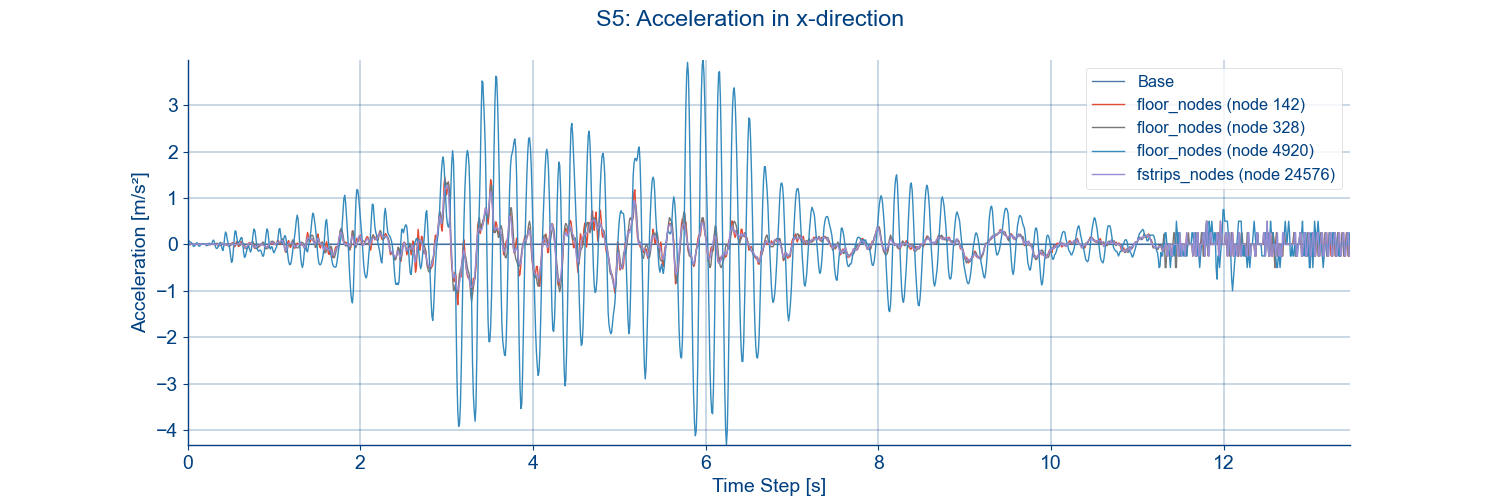 S5: Acceleration in x-direction
Acceleration [m/s²]
3
2
1
0
−1
−2
−3
−4
Base
floor_nodes (node 142)
floor_nodes (node 328)
floor_nodes (node 4920)
fstrips_nodes (node 24576)
0 2 4 6 8 10 12
Time Step [s]